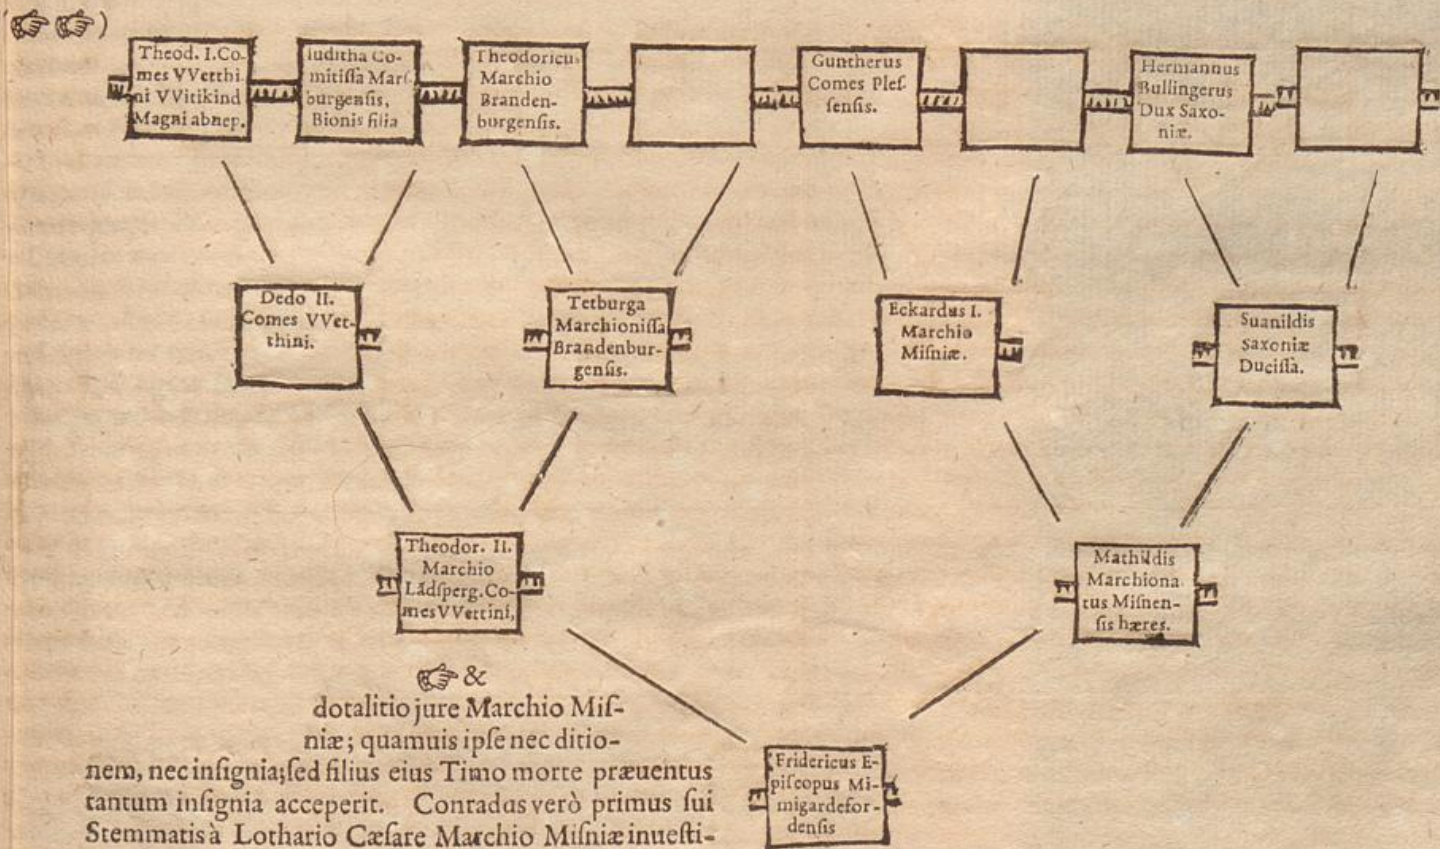 (☞ ☞)
Theod. I. Co-
mes VVetthi
ni VVitikind
Magni abnep.
Iuditha Co-
mitiſſa Marſ.
burgenſis,
Bionis filia
Theodoricus
Marchio
Branden-
burgenſis.
Guntherus
Comes Pleſ-
ſenſis.
Hermannus
Bullingerus
Dux Saxo-
niæ.
Dedo II.
Comes VVet-
thini.
Tetburga
Marchioniſſa
Brandenbur-
genſis.
Eckardus I.
Marchio
Miſniæ.
Suanildis
Saxoniæ
Duciſſa.
Theodor. II.
Marchio
Lãdſperg. Co-
mes VVettini,
Mathildis
Marchiona
tus Miſnen-
ſis hæres.
☞ &
dotalitio jure Marchio Miſ-
niæ; quamuis ipſe nec ditio-
nem, nec inſignia; ſed filius eius Timo morte præuentus
tantum inſignia acceperit. Conradus verò primus ſui
Stemmatis à Lothario Cæſare Marchio Miſniæ inueſti-
Fridericus E-
piſcopus Mi-
migardefor-
denſis